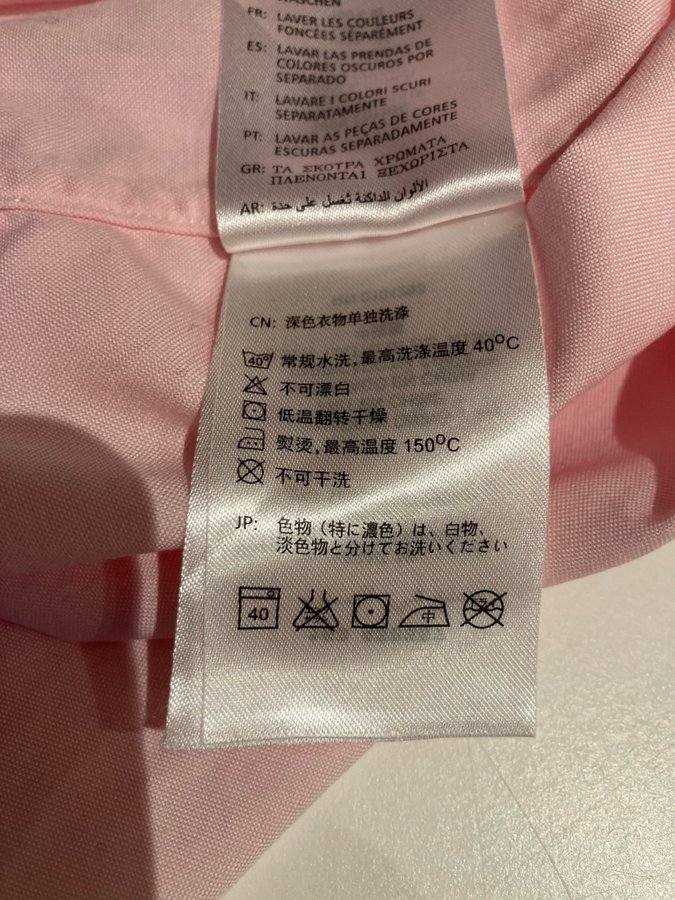 WASCHEN
FR: LAVER LES COULEURS
FONCÉES SÉPARÉMENT
ES: LAVAR LAS PRENDAS DE
COLORES OSCUROS POR
SEPARADO
IT: LAVARE I COLORI SCURI
SEPARATAMENTE
PT: LAVAR AS PEÇAS DE CORES
ESCURAS SEPARADAMENTE
GR: ΤΑ ΣΚΟΤΡΑ ΧΡΩΜΑΤΑ
ΠΛΕΝΟΝΤΑ1 ΞΕΧΩΡΙΣΤΑ
AR: الألوان الداكنة تُغسل على حدة
CN: 深色衣物单独洗涤
40° 常规水洗,最高洗涤温度 40°C
不可漂白
低温翻转干燥
熨烫,最高温度 150°C
不可干洗
JP: 色物（特に濃色）は、白物、
淡色物と分けてお洗いください
40 中